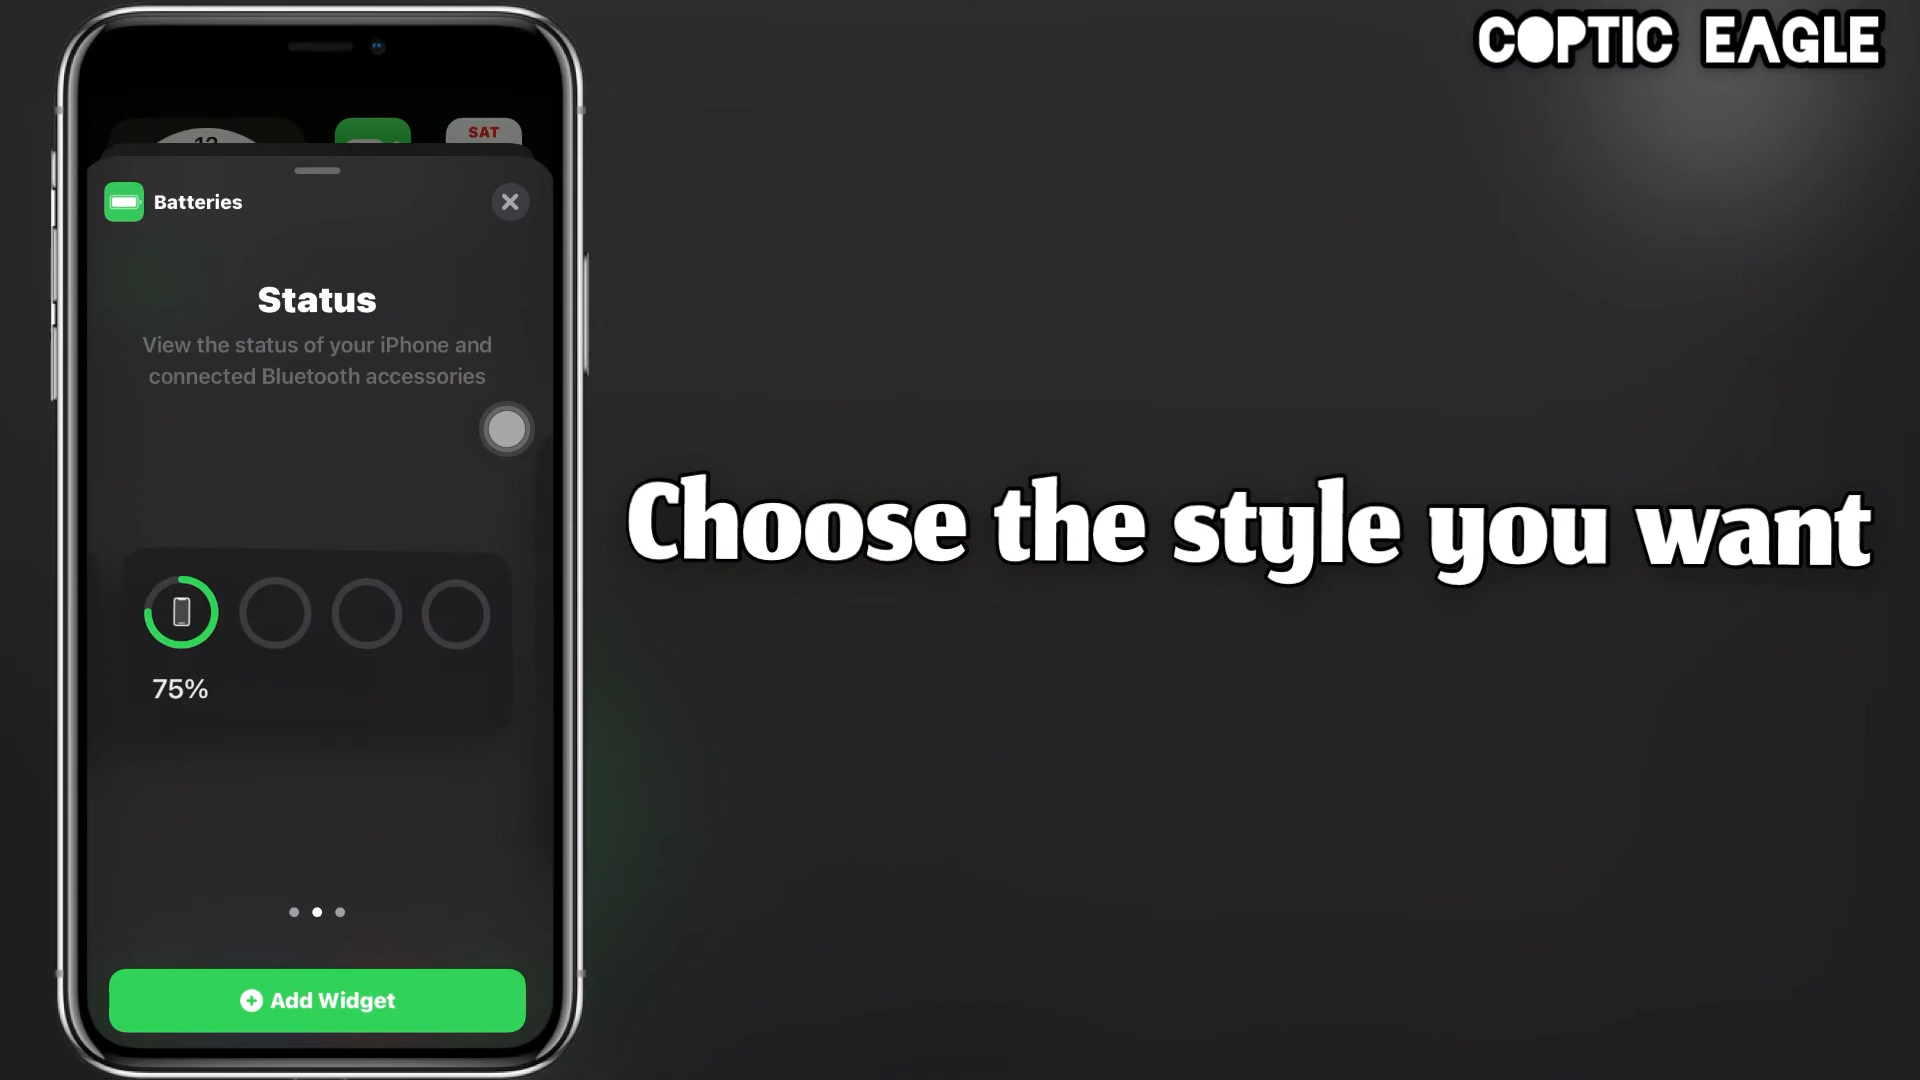 COPTIC EAGLE
12
SAT
Batteries
Status
View the status of your iPhone and
connected Bluetooth accessories
Choose the style you want
75%
Add Widget